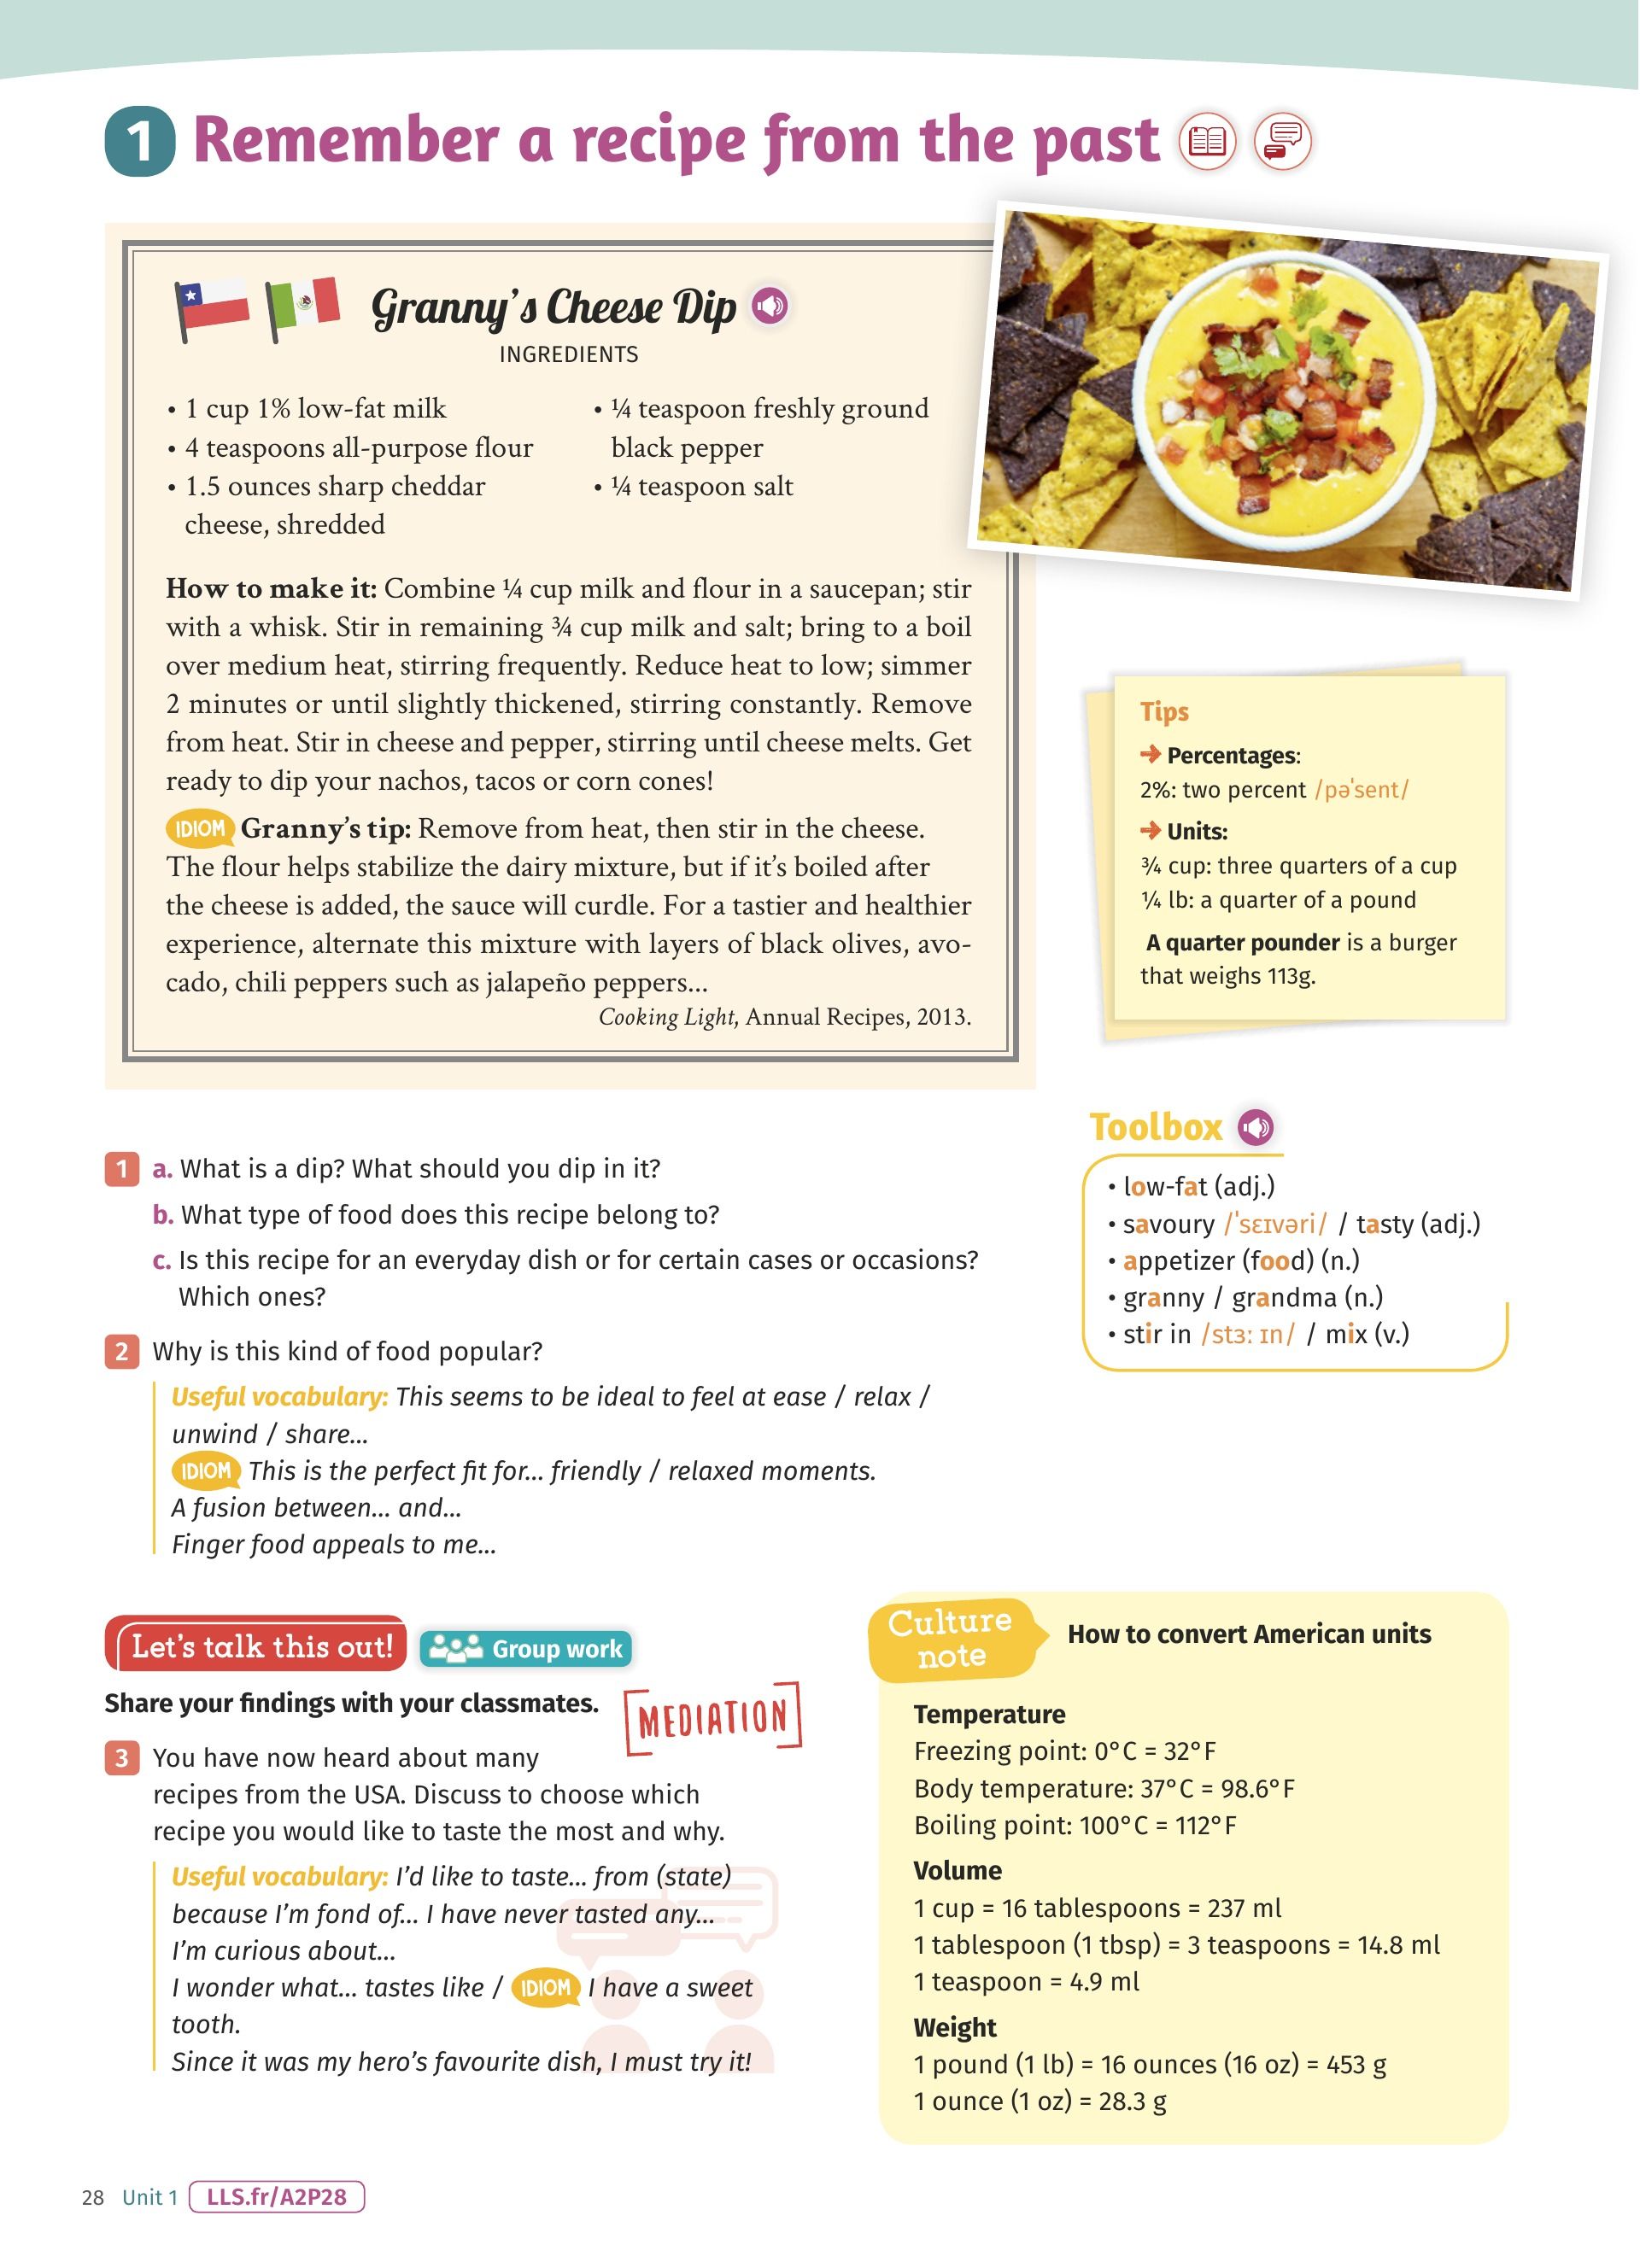 1 Remember a recipe from the past
Granny's Cheese Dip
INGREDIENTS
• 1 cup 1% low-fat milk
• 4 teaspoons all-purpose flour
• 1.5 ounces sharp cheddar
cheese, shredded
• ¼ teaspoon freshly ground
black pepper
• ¼ teaspoon salt
How to make it: Combine ¼ cup milk and flour in a saucepan; stir
with a whisk. Stir in remaining ¾ cup milk and salt; bring to a boil
over medium heat, stirring frequently. Reduce heat to low; simmer
2 minutes or until slightly thickened, stirring constantly. Remove
from heat. Stir in cheese and pepper, stirring until cheese melts. Get
ready to dip your nachos, tacos or corn cones!
IDIOM Granny's tip: Remove from heat, then stir in the cheese.
The flour helps stabilize the dairy mixture, but if it's boiled after
the cheese is added, the sauce will curdle. For a tastier and healthier
experience, alternate this mixture with layers of black olives, avo-
cado, chili peppers such as jalapeño peppers...
Cooking Light, Annual Recipes, 2013.
Tips
➔ Percentages:
2%: two percent /pəˈsent/
➔ Units:
¾ cup: three quarters of a cup
¼ lb: a quarter of a pound
A quarter pounder is a burger
that weighs 113g.
Toolbox
• low-fat (adj.)
• savoury /ˈsɛɪvəri/ / tasty (adj.)
• appetizer (food) (n.)
• granny / grandma (n.)
• stir in /stɜː ɪn/ / mix (v.)
1 a. What is a dip? What should you dip in it?
b. What type of food does this recipe belong to?
c. Is this recipe for an everyday dish or for certain cases or occasions?
Which ones?
2 Why is this kind of food popular?
Useful vocabulary: This seems to be ideal to feel at ease / relax /
unwind / share...
IDIOM This is the perfect fit for... friendly / relaxed moments.
A fusion between... and...
Finger food appeals to me...
Let's talk this out! Group work
Share your findings with your classmates.
MEDIATION
3 You have now heard about many
recipes from the USA. Discuss to choose which
recipe you would like to taste the most and why.
Useful vocabulary: I'd like to taste... from (state)
because I'm fond of... I have never tasted any...
I'm curious about...
I wonder what... tastes like / IDIOM I have a sweet
tooth.
Since it was my hero's favourite dish, I must try it!
Culture
note
How to convert American units
Temperature
Freezing point: 0°C = 32°F
Body temperature: 37°C = 98.6°F
Boiling point: 100°C = 112°F
Volume
1 cup = 16 tablespoons = 237 ml
1 tablespoon (1 tbsp) = 3 teaspoons = 14.8 ml
1 teaspoon = 4.9 ml
Weight
1 pound (1 lb) = 16 ounces (16 oz) = 453 g
1 ounce (1 oz) = 28.3 g
28 Unit 1 LLS.fr/A2P28